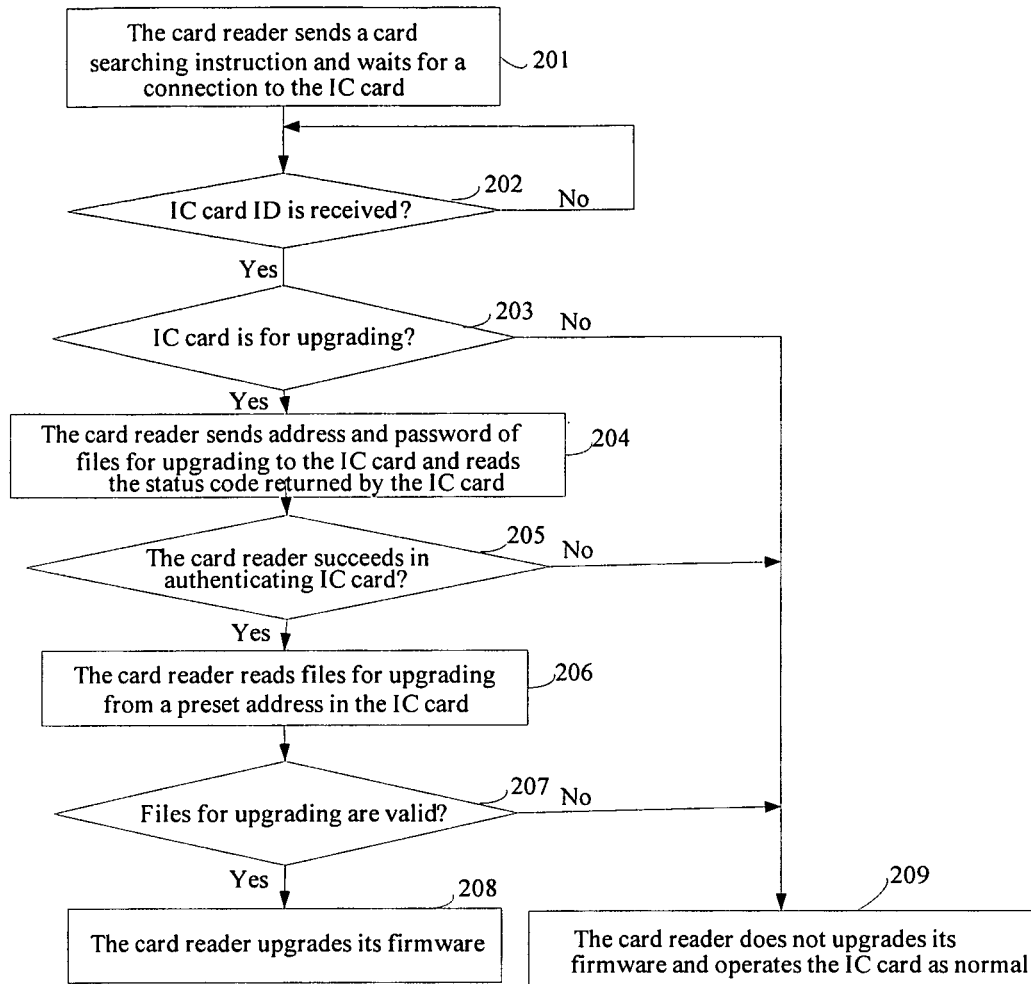 The card reader sends a card
searching instruction and waits for a
connection to the IC card
201
202
IC card ID is received?
No
Yes
203
IC card is for upgrading?
No
Yes
The card reader sends address and password of
files for upgrading to the IC card and reads
the status code returned by the IC card
204
205
The card reader succeeds in
authenticating IC card?
No
Yes
The card reader reads files for upgrading
from a preset address in the IC card
206
207
Files for upgrading are valid?
No
Yes
208
The card reader upgrades its firmware
209
The card reader does not upgrades its
firmware and operates the IC card as normal